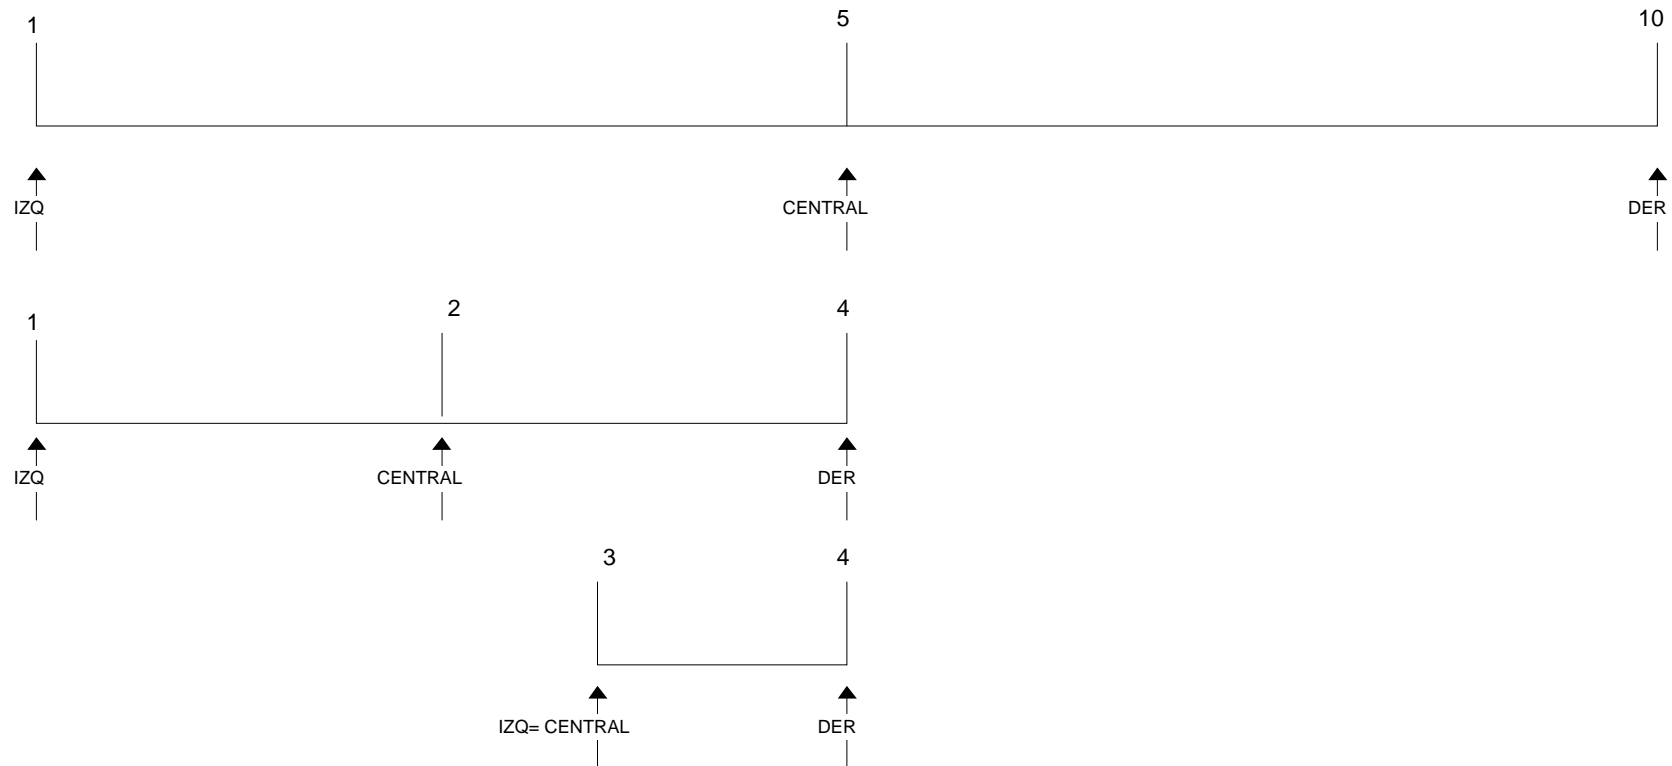 1 5 10
IZQ CENTRAL DER
1 2 4
IZQ CENTRAL DER
3 4
IZQ= CENTRAL DER